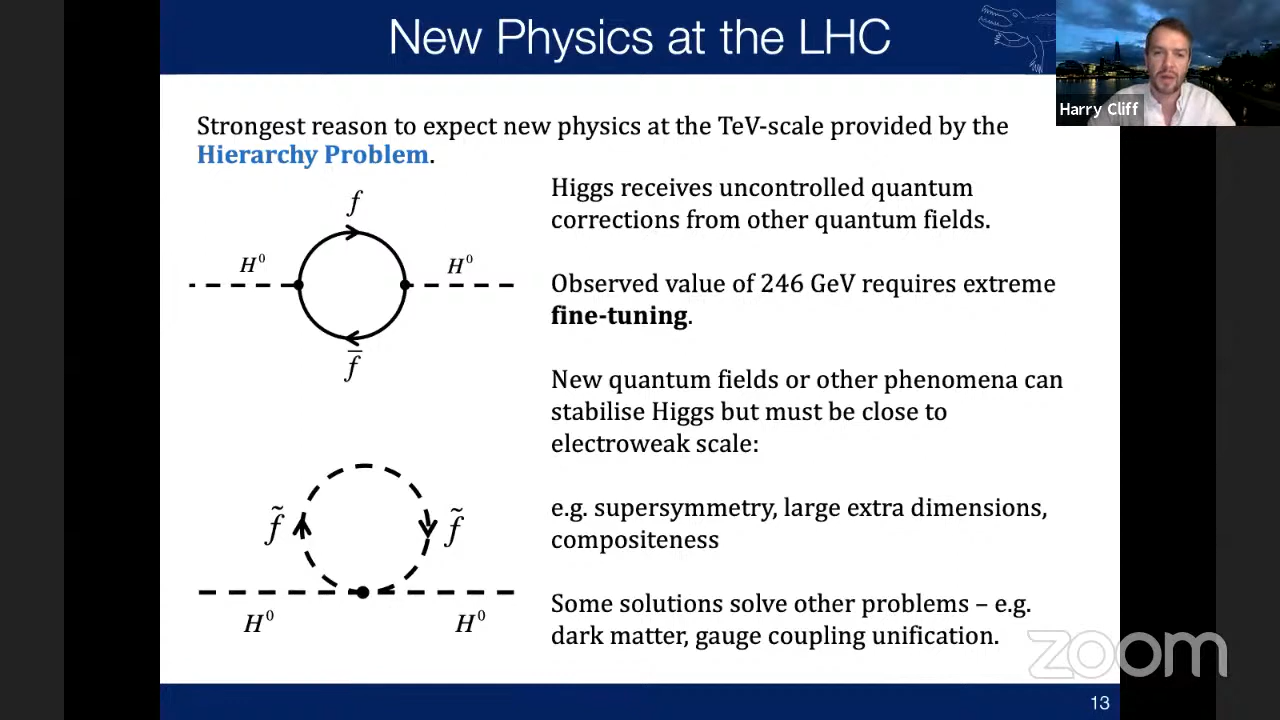 New Physics at the LHC
Harry Cliff
Strongest reason to expect new physics at the TeV-scale provided by the
Hierarchy Problem.
f
H⁰
H⁰
f̄
Higgs receives uncontrolled quantum
corrections from other quantum fields.
Observed value of 246 GeV requires extreme
fine-tuning.
New quantum fields or other phenomena can
stabilise Higgs but must be close to
electroweak scale:
f̃
f̃
H⁰
H⁰
e.g. supersymmetry, large extra dimensions,
compositeness
Some solutions solve other problems – e.g.
dark matter, gauge coupling unification.
zoom
13